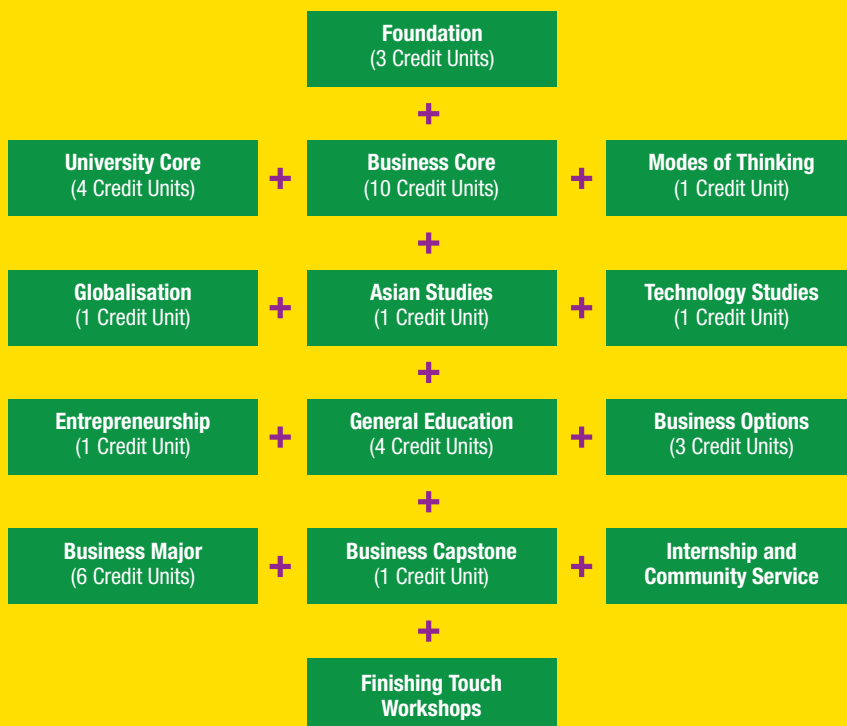 Foundation
(3 Credit Units)
+
University Core
(4 Credit Units)
+
Business Core
(10 Credit Units)
+
Modes of Thinking
(1 Credit Unit)
+
Globalisation
(1 Credit Unit)
+
Asian Studies
(1 Credit Unit)
+
Technology Studies
(1 Credit Unit)
+
Entrepreneurship
(1 Credit Unit)
+
General Education
(4 Credit Units)
+
Business Options
(3 Credit Units)
+
Business Major
(6 Credit Units)
+
Business Capstone
(1 Credit Unit)
+
Internship and
Community Service
+
Finishing Touch
Workshops